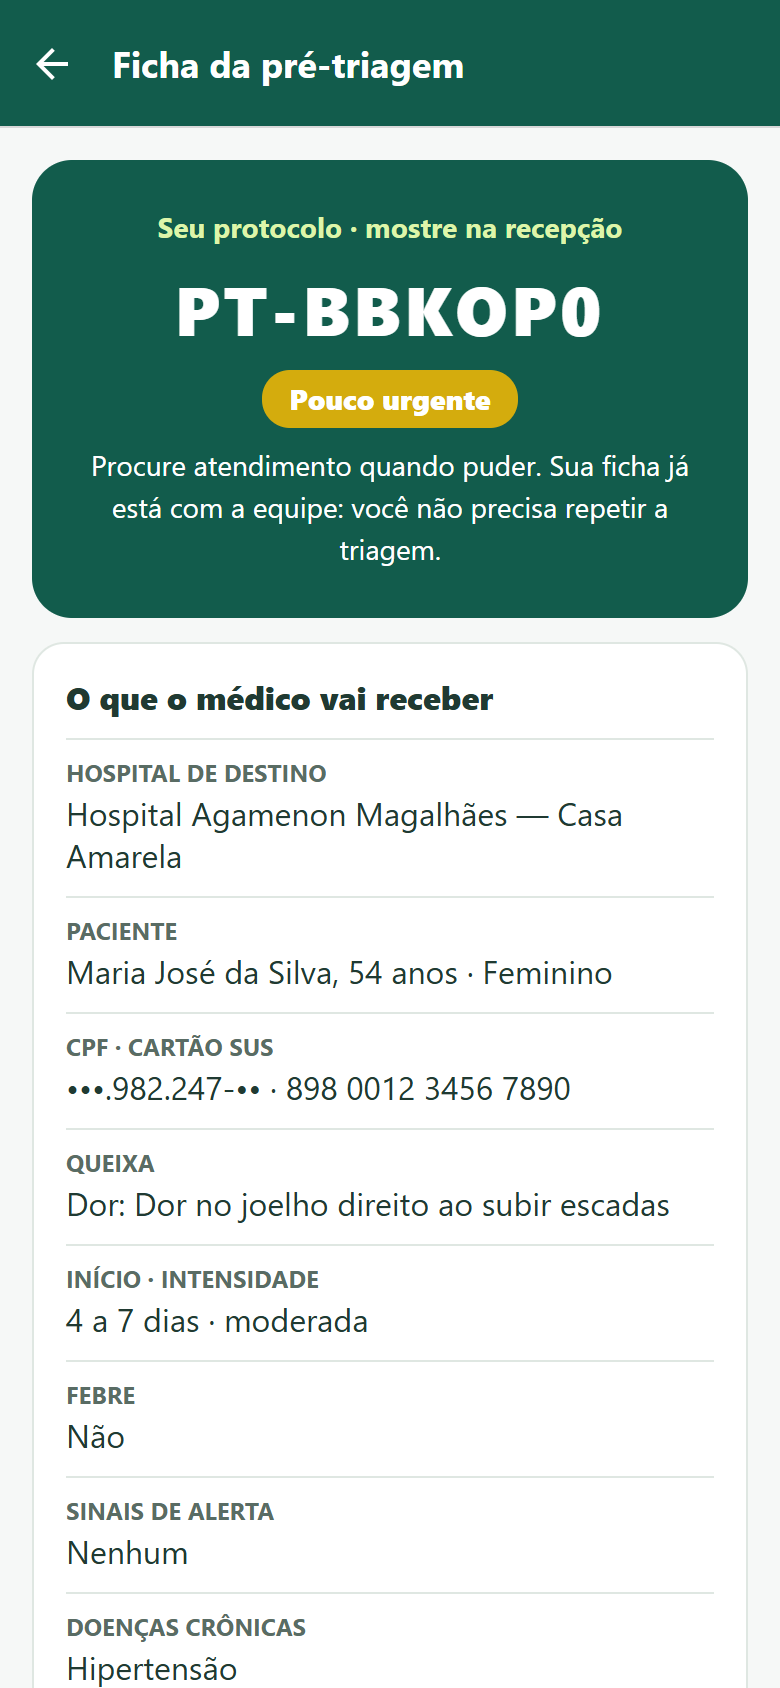 Ficha da pré-triagem
Seu protocolo · mostre na recepção
PT-BBKOP0
Pouco urgente
Procure atendimento quando puder. Sua ficha já
está com a equipe: você não precisa repetir a
triagem.
O que o médico vai receber
HOSPITAL DE DESTINO
Hospital Agamenon Magalhães — Casa
Amarela
PACIENTE
Maria José da Silva, 54 anos · Feminino
CPF · CARTÃO SUS
•••.982.247-•• · 898 0012 3456 7890
QUEIXA
Dor: Dor no joelho direito ao subir escadas
INÍCIO · INTENSIDADE
4 a 7 dias · moderada
FEBRE
Não
SINAIS DE ALERTA
Nenhum
DOENÇAS CRÔNICAS
Hipertensão